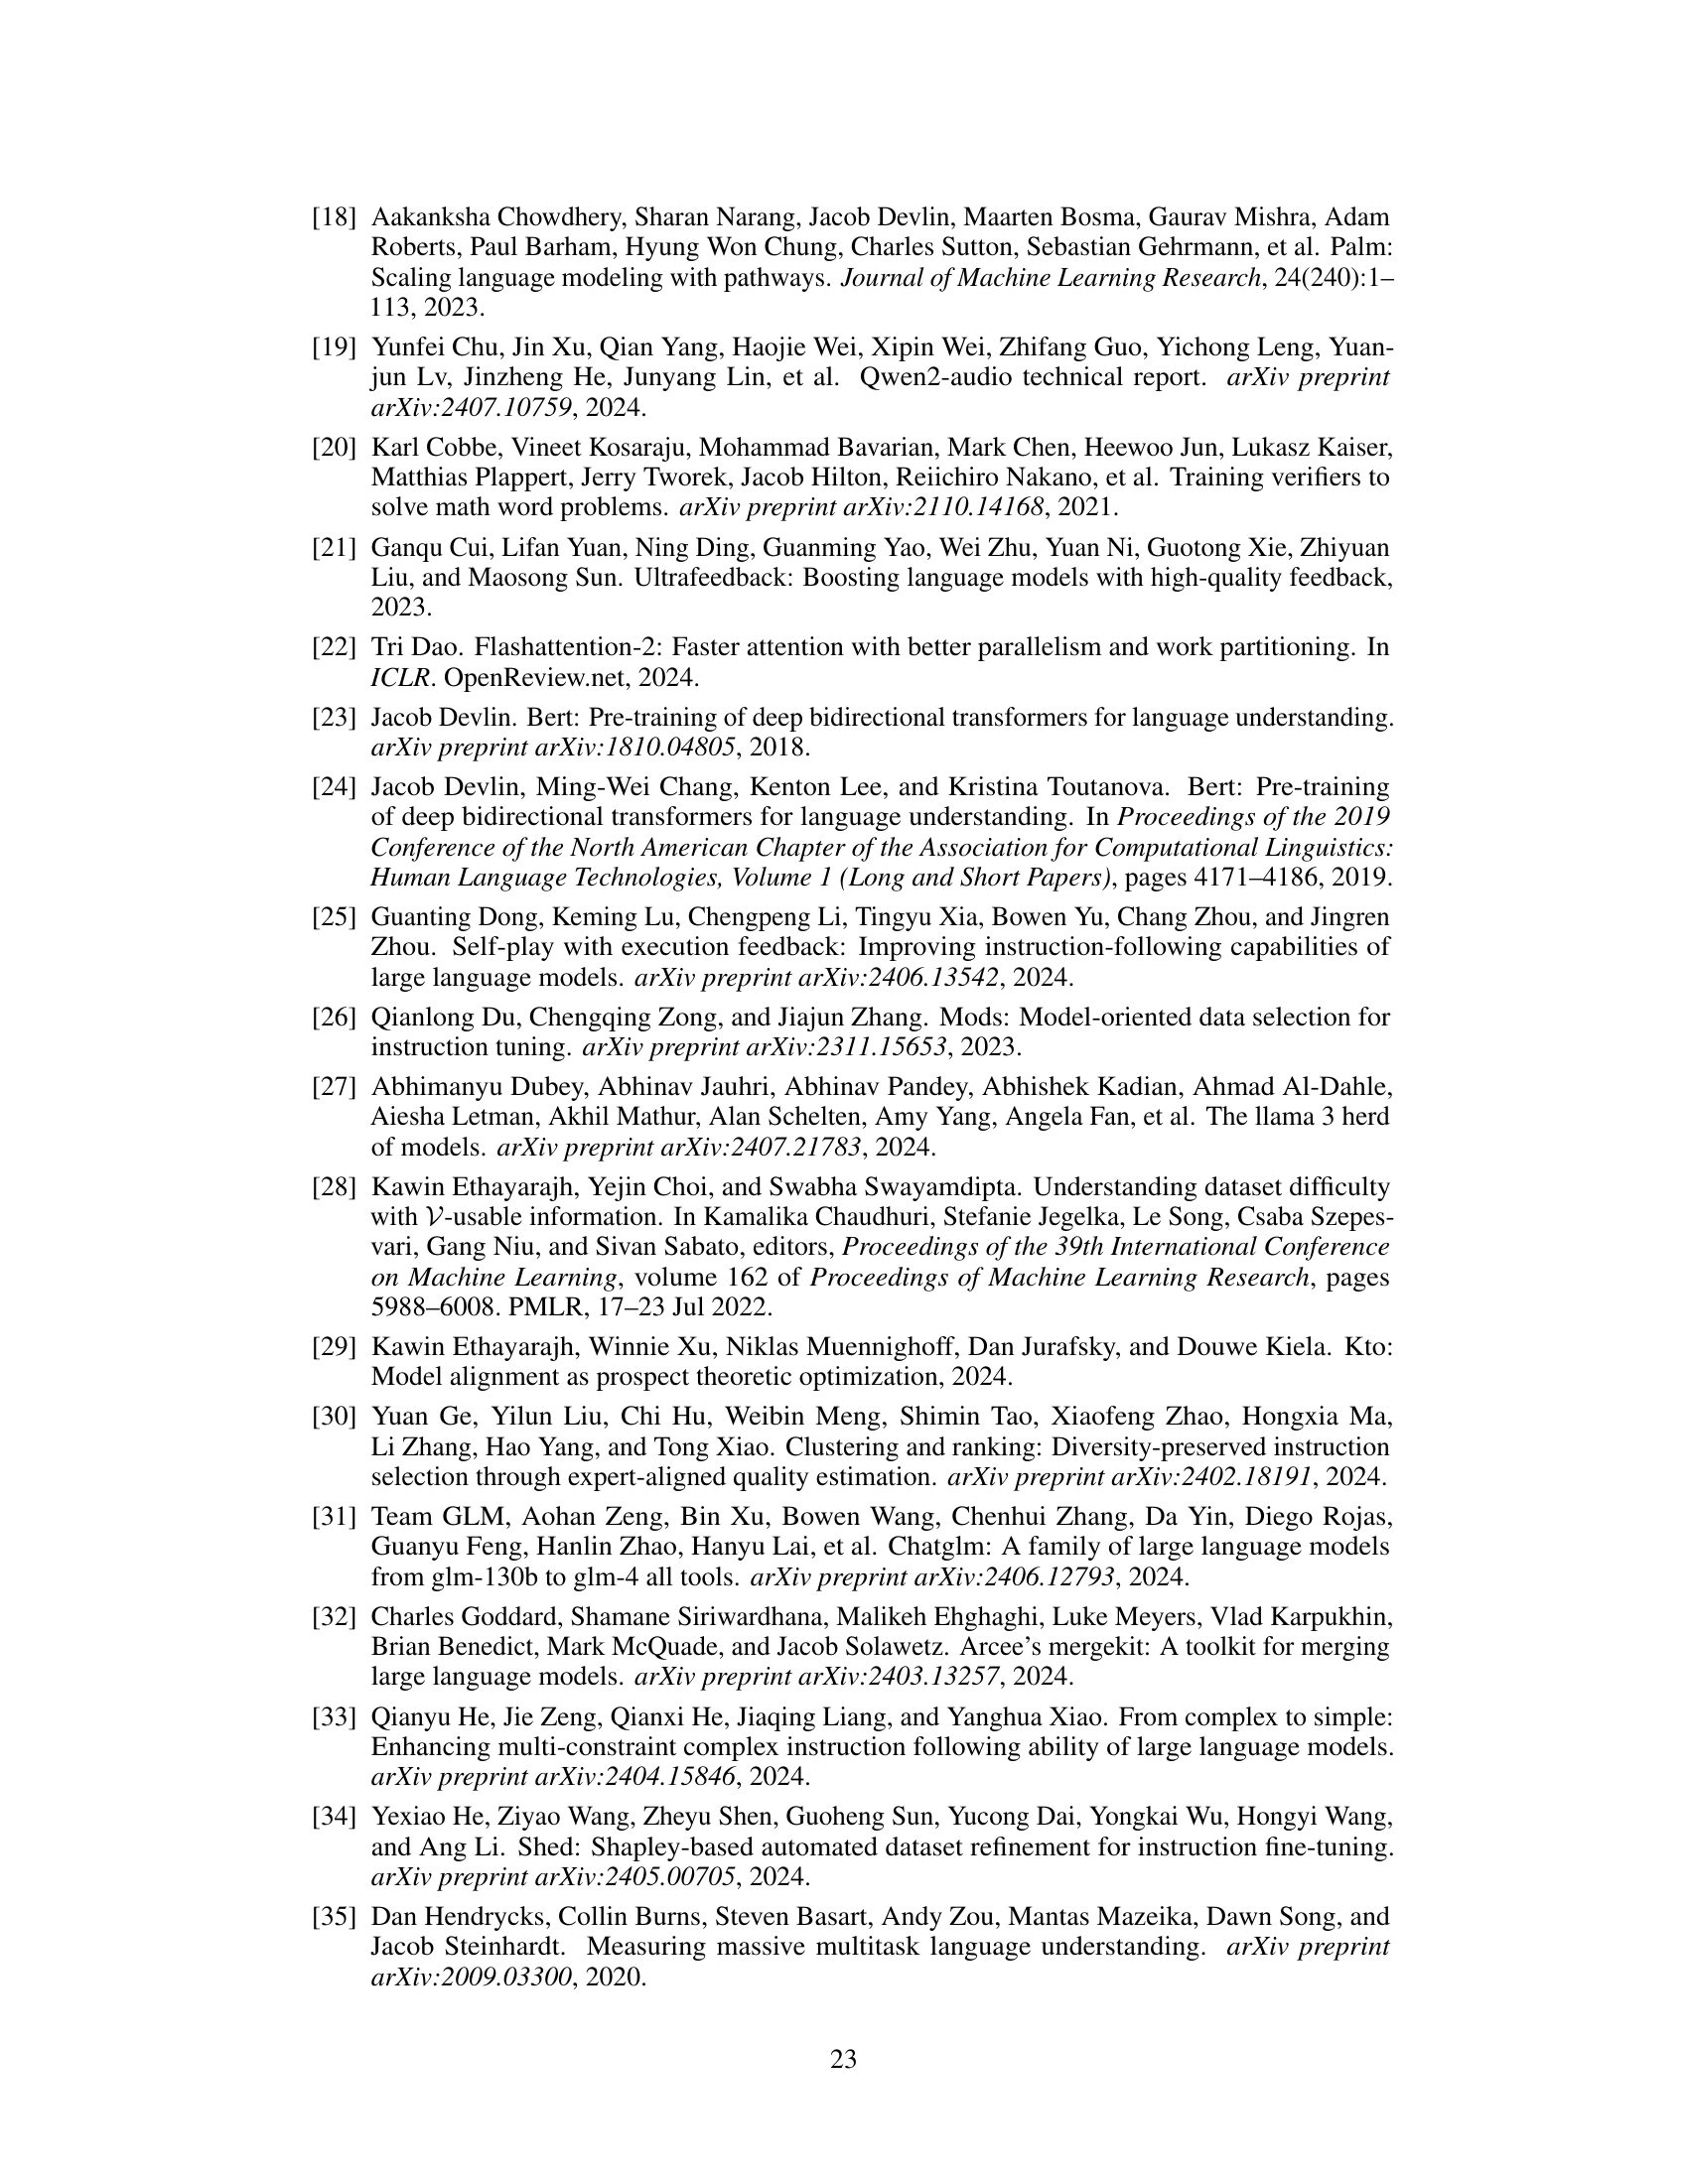 [18] Aakanksha Chowdhery, Sharan Narang, Jacob Devlin, Maarten Bosma, Gaurav Mishra, Adam
Roberts, Paul Barham, Hyung Won Chung, Charles Sutton, Sebastian Gehrmann, et al. Palm:
Scaling language modeling with pathways. Journal of Machine Learning Research, 24(240):1–
113, 2023.
[19] Yunfei Chu, Jin Xu, Qian Yang, Haojie Wei, Xipin Wei, Zhifang Guo, Yichong Leng, Yuan-
jun Lv, Jinzheng He, Junyang Lin, et al. Qwen2-audio technical report. arXiv preprint
arXiv:2407.10759, 2024.
[20] Karl Cobbe, Vineet Kosaraju, Mohammad Bavarian, Mark Chen, Heewoo Jun, Lukasz Kaiser,
Matthias Plappert, Jerry Tworek, Jacob Hilton, Reiichiro Nakano, et al. Training verifiers to
solve math word problems. arXiv preprint arXiv:2110.14168, 2021.
[21] Ganqu Cui, Lifan Yuan, Ning Ding, Guanming Yao, Wei Zhu, Yuan Ni, Guotong Xie, Zhiyuan
Liu, and Maosong Sun. Ultrafeedback: Boosting language models with high-quality feedback,
2023.
[22] Tri Dao. Flashattention-2: Faster attention with better parallelism and work partitioning. In
ICLR. OpenReview.net, 2024.
[23] Jacob Devlin. Bert: Pre-training of deep bidirectional transformers for language understanding.
arXiv preprint arXiv:1810.04805, 2018.
[24] Jacob Devlin, Ming-Wei Chang, Kenton Lee, and Kristina Toutanova. Bert: Pre-training
of deep bidirectional transformers for language understanding. In Proceedings of the 2019
Conference of the North American Chapter of the Association for Computational Linguistics:
Human Language Technologies, Volume 1 (Long and Short Papers), pages 4171–4186, 2019.
[25] Guanting Dong, Keming Lu, Chengpeng Li, Tingyu Xia, Bowen Yu, Chang Zhou, and Jingren
Zhou. Self-play with execution feedback: Improving instruction-following capabilities of
large language models. arXiv preprint arXiv:2406.13542, 2024.
[26] Qianlong Du, Chengqing Zong, and Jiajun Zhang. Mods: Model-oriented data selection for
instruction tuning. arXiv preprint arXiv:2311.15653, 2023.
[27] Abhimanyu Dubey, Abhinav Jauhri, Abhinav Pandey, Abhishek Kadian, Ahmad Al-Dahle,
Aiesha Letman, Akhil Mathur, Alan Schelten, Amy Yang, Angela Fan, et al. The llama 3 herd
of models. arXiv preprint arXiv:2407.21783, 2024.
[28] Kawin Ethayarajh, Yejin Choi, and Swabha Swayamdipta. Understanding dataset difficulty
with 𝒱-usable information. In Kamalika Chaudhuri, Stefanie Jegelka, Le Song, Csaba Szepes-
vari, Gang Niu, and Sivan Sabato, editors, Proceedings of the 39th International Conference
on Machine Learning, volume 162 of Proceedings of Machine Learning Research, pages
5988–6008. PMLR, 17–23 Jul 2022.
[29] Kawin Ethayarajh, Winnie Xu, Niklas Muennighoff, Dan Jurafsky, and Douwe Kiela. Kto:
Model alignment as prospect theoretic optimization, 2024.
[30] Yuan Ge, Yilun Liu, Chi Hu, Weibin Meng, Shimin Tao, Xiaofeng Zhao, Hongxia Ma,
Li Zhang, Hao Yang, and Tong Xiao. Clustering and ranking: Diversity-preserved instruction
selection through expert-aligned quality estimation. arXiv preprint arXiv:2402.18191, 2024.
[31] Team GLM, Aohan Zeng, Bin Xu, Bowen Wang, Chenhui Zhang, Da Yin, Diego Rojas,
Guanyu Feng, Hanlin Zhao, Hanyu Lai, et al. Chatglm: A family of large language models
from glm-130b to glm-4 all tools. arXiv preprint arXiv:2406.12793, 2024.
[32] Charles Goddard, Shamane Siriwardhana, Malikeh Ehghaghi, Luke Meyers, Vlad Karpukhin,
Brian Benedict, Mark McQuade, and Jacob Solawetz. Arcee’s mergekit: A toolkit for merging
large language models. arXiv preprint arXiv:2403.13257, 2024.
[33] Qianyu He, Jie Zeng, Qianxi He, Jiaqing Liang, and Yanghua Xiao. From complex to simple:
Enhancing multi-constraint complex instruction following ability of large language models.
arXiv preprint arXiv:2404.15846, 2024.
[34] Yexiao He, Ziyao Wang, Zheyu Shen, Guoheng Sun, Yucong Dai, Yongkai Wu, Hongyi Wang,
and Ang Li. Shed: Shapley-based automated dataset refinement for instruction fine-tuning.
arXiv preprint arXiv:2405.00705, 2024.
[35] Dan Hendrycks, Collin Burns, Steven Basart, Andy Zou, Mantas Mazeika, Dawn Song, and
Jacob Steinhardt. Measuring massive multitask language understanding. arXiv preprint
arXiv:2009.03300, 2020.
23